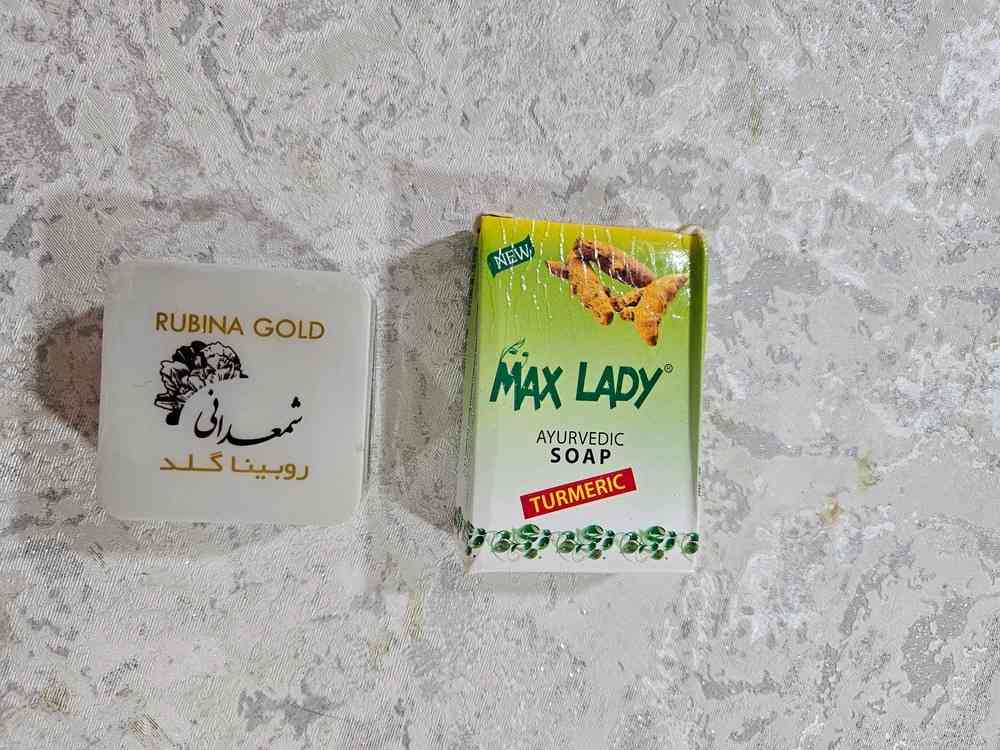 RUBINA GOLD
شمعدانی
روبینا گلد
NEW
MAX LADY®
AYURVEDIC
SOAP
TURMERIC